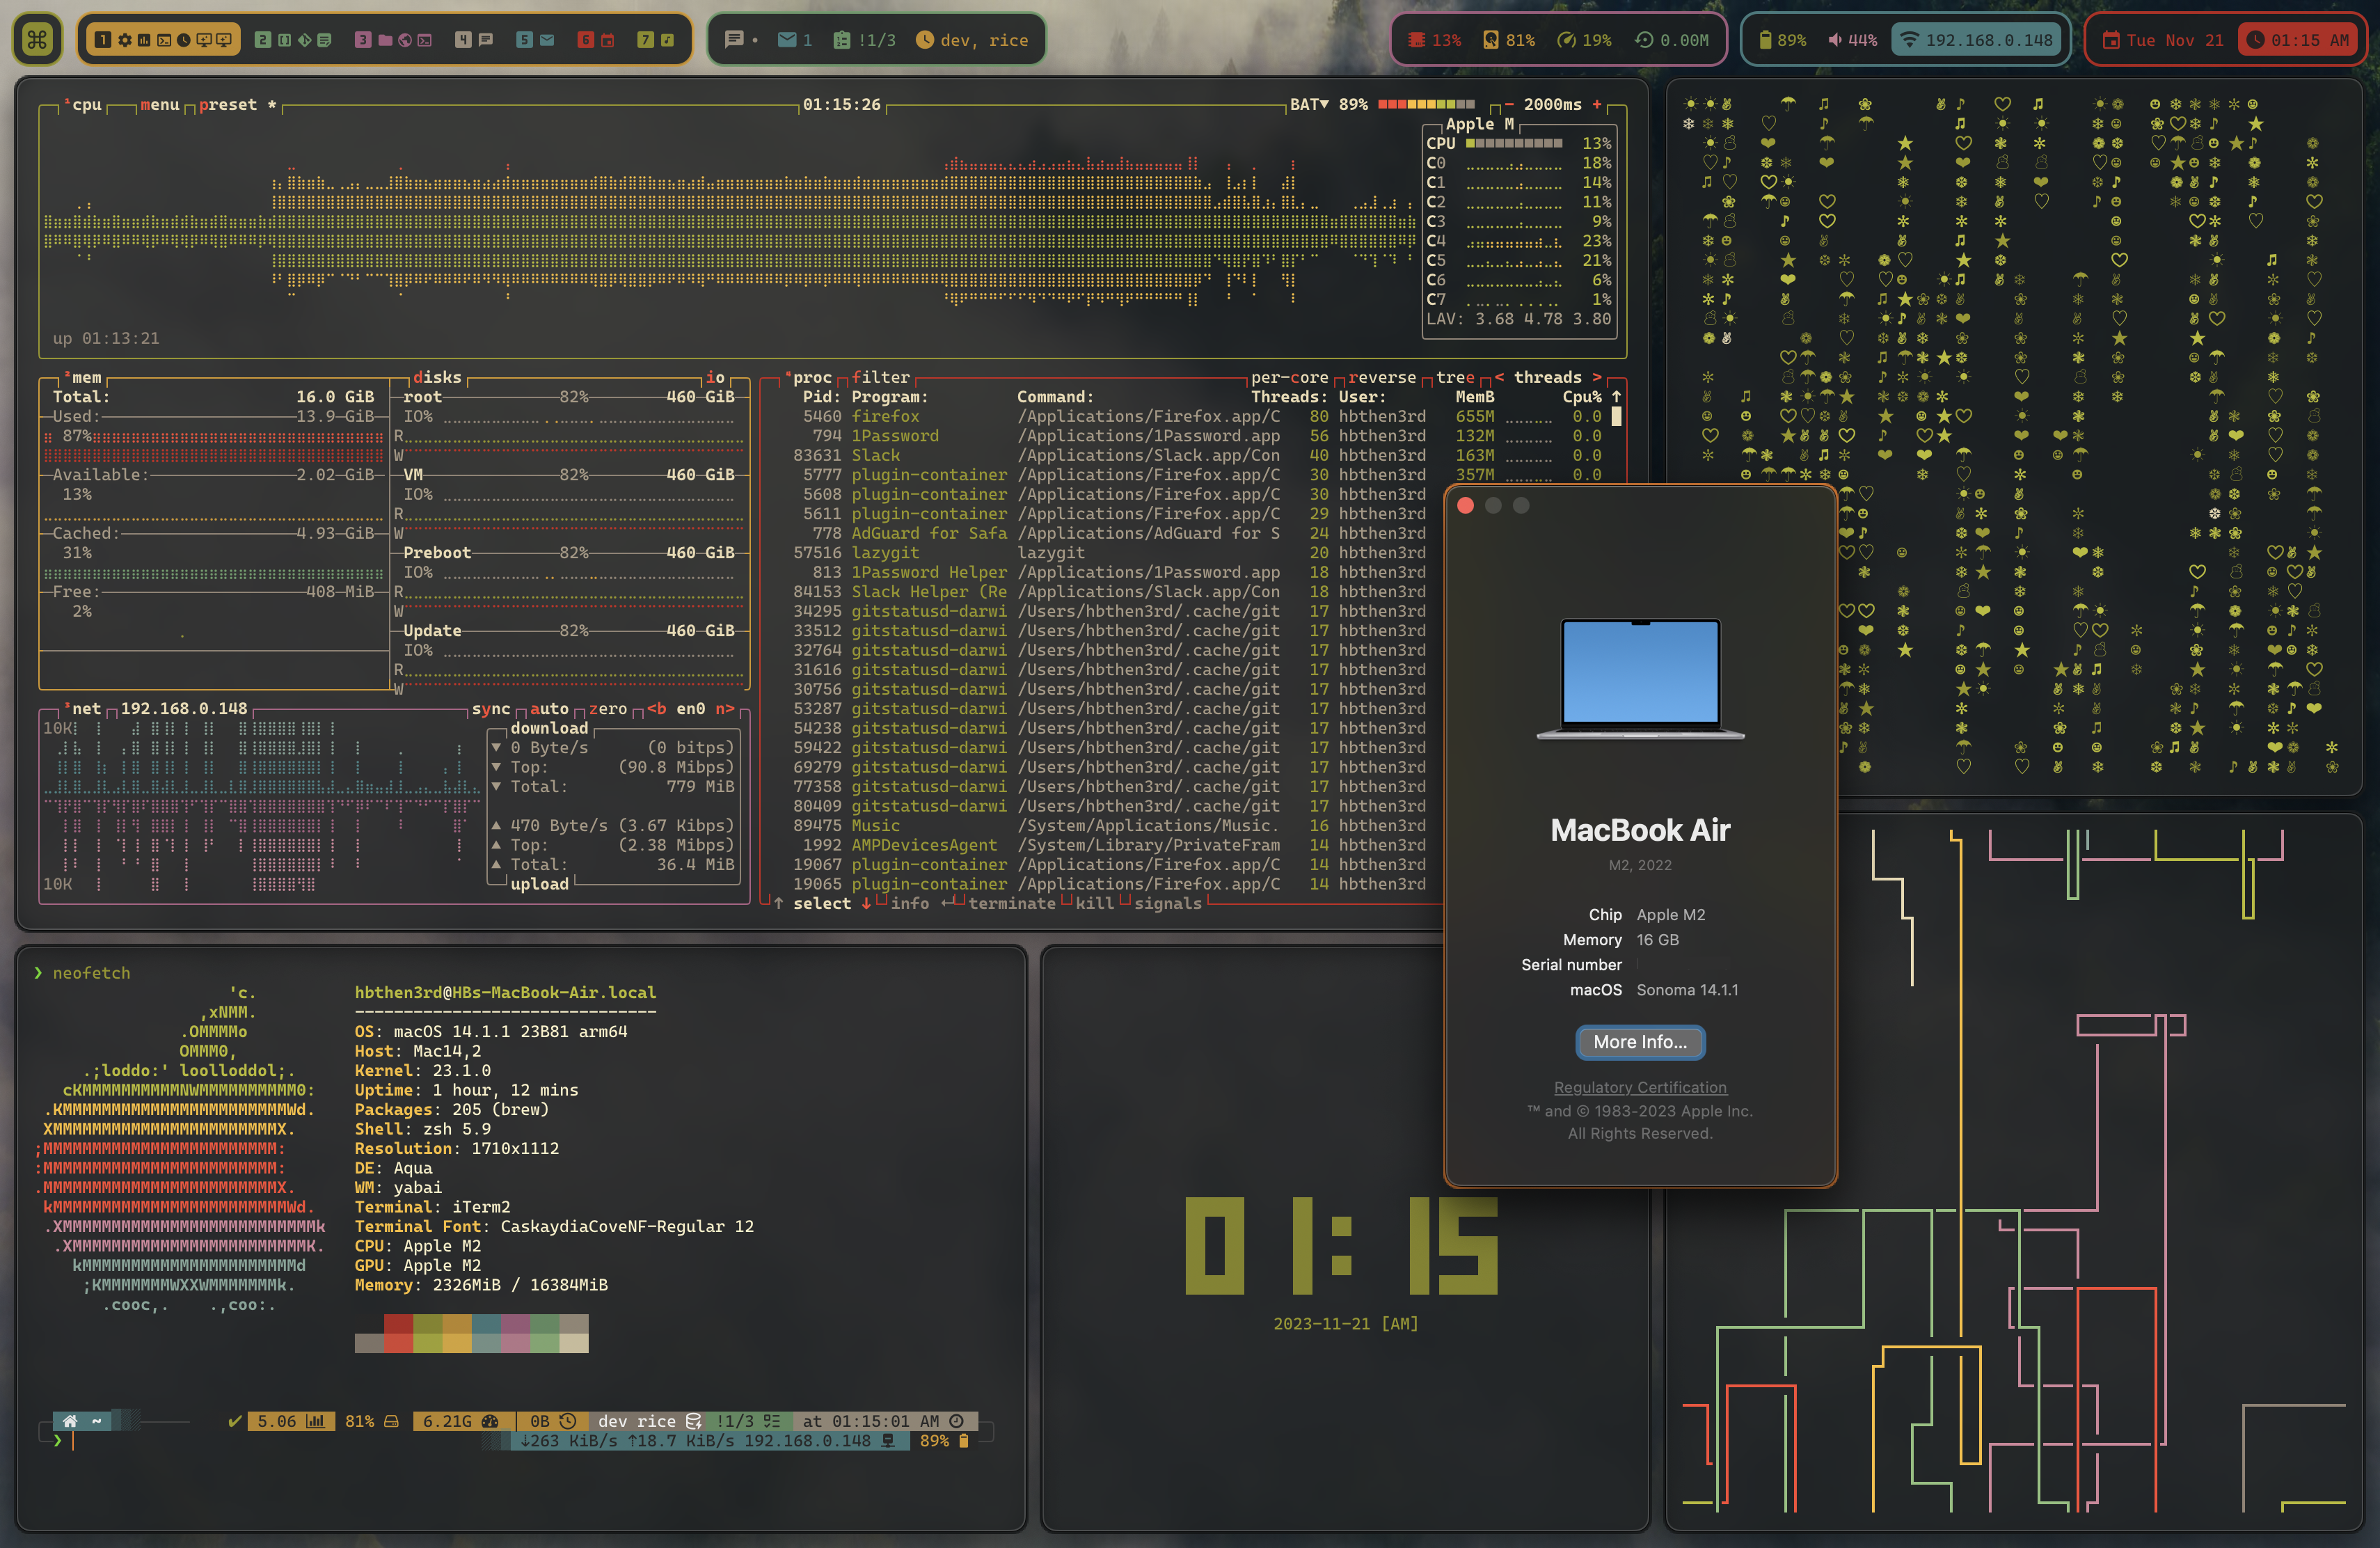 1 2 3 4 5 6 7
1 !1/3 dev, rice
13% 81% 19% 0.00M
89% 44% 192.168.0.148
Tue Nov 21 01:15 AM
¹cpu menu preset * 01:15:26 BAT▼ 89% - 2000ms +
Apple M
CPU 13%
C0 18%
C1 14%
C2 11%
C3 9%
C4 23%
C5 21%
C6 6%
C7 1%
LAV: 3.68 4.78 3.80
up 01:13:21
²mem
Total: 16.0 GiB
Used: 13.9 GiB
87%
Available: 2.02 GiB
13%
Cached: 4.93 GiB
31%
Free: 408 MiB
2%
disks io
root 82% 460 GiB
IO%
R
W
VM 82% 460 GiB
IO%
R
W
Preboot 82% 460 GiB
IO%
R
W
Update 82% 460 GiB
IO%
R
W
³net 192.168.0.148 sync auto zero <b en0 n>
10K
10K
download
▼ 0 Byte/s (0 bitps)
▼ Top: (90.8 Mibps)
▼ Total: 779 MiB
▲ 470 Byte/s (3.67 Kibps)
▲ Top: (2.38 Mibps)
▲ Total: 36.4 MiB
upload
⁴proc filter per-core reverse tree < threads >
Pid: Program: Command: Threads: User: MemB Cpu% ↑
5460 firefox /Applications/Firefox.app/C 80 hbthen3rd 655M 0.0
794 1Password /Applications/1Password.app 56 hbthen3rd 132M 0.0
83631 Slack /Applications/Slack.app/Con 40 hbthen3rd 163M 0.0
5777 plugin-container /Applications/Firefox.app/C 30 hbthen3rd 357M 0.0
5608 plugin-container /Applications/Firefox.app/C 30 hbthen3rd
5611 plugin-container /Applications/Firefox.app/C 29 hbthen3rd
778 AdGuard for Safa /Applications/AdGuard for S 24 hbthen3rd
57516 lazygit lazygit 20 hbthen3rd
813 1Password Helper /Applications/1Password.app 18 hbthen3rd
84153 Slack Helper (Re /Applications/Slack.app/Con 18 hbthen3rd
34295 gitstatusd-darwi /Users/hbthen3rd/.cache/git 17 hbthen3rd
33512 gitstatusd-darwi /Users/hbthen3rd/.cache/git 17 hbthen3rd
32764 gitstatusd-darwi /Users/hbthen3rd/.cache/git 17 hbthen3rd
31616 gitstatusd-darwi /Users/hbthen3rd/.cache/git 17 hbthen3rd
30756 gitstatusd-darwi /Users/hbthen3rd/.cache/git 17 hbthen3rd
53287 gitstatusd-darwi /Users/hbthen3rd/.cache/git 17 hbthen3rd
54238 gitstatusd-darwi /Users/hbthen3rd/.cache/git 17 hbthen3rd
59422 gitstatusd-darwi /Users/hbthen3rd/.cache/git 17 hbthen3rd
69279 gitstatusd-darwi /Users/hbthen3rd/.cache/git 17 hbthen3rd
77358 gitstatusd-darwi /Users/hbthen3rd/.cache/git 17 hbthen3rd
80409 gitstatusd-darwi /Users/hbthen3rd/.cache/git 17 hbthen3rd
89475 Music /System/Applications/Music. 16 hbthen3rd
1992 AMPDevicesAgent /System/Library/PrivateFram 14 hbthen3rd
19067 plugin-container /Applications/Firefox.app/C 14 hbthen3rd
19065 plugin-container /Applications/Firefox.app/C 14 hbthen3rd
↑ select ↓ info ↵ terminate kill signals
MacBook Air
M2, 2022
Chip Apple M2
Memory 16 GB
Serial number
macOS Sonoma 14.1.1
More Info...
Regulatory Certification
™ and © 1983-2023 Apple Inc.
All Rights Reserved.
❯ neofetch
'c.
,xNMM.
.OMMMMo
OMMM0,
.;loddo:' loolloddol;.
cKMMMMMMMMMMNWMMMMMMMMMM0:
.KMMMMMMMMMMMMMMMMMMMMMMMWd.
XMMMMMMMMMMMMMMMMMMMMMMMX.
;MMMMMMMMMMMMMMMMMMMMMMMM:
:MMMMMMMMMMMMMMMMMMMMMMMM:
.MMMMMMMMMMMMMMMMMMMMMMMMX.
kMMMMMMMMMMMMMMMMMMMMMMMMWd.
.XMMMMMMMMMMMMMMMMMMMMMMMMMMk
.XMMMMMMMMMMMMMMMMMMMMMMMMK.
kMMMMMMMMMMMMMMMMMMMMMMd
;KMMMMMMMWXXWMMMMMMMk.
.cooc,. .,coo:.
hbthen3rd@HBs-MacBook-Air.local
-------------------------------
OS: macOS 14.1.1 23B81 arm64
Host: Mac14,2
Kernel: 23.1.0
Uptime: 1 hour, 12 mins
Packages: 205 (brew)
Shell: zsh 5.9
Resolution: 1710x1112
DE: Aqua
WM: yabai
Terminal: iTerm2
Terminal Font: CaskaydiaCoveNF-Regular 12
CPU: Apple M2
GPU: Apple M2
Memory: 2326MiB / 16384MiB
~ ✔ 5.06 81% 6.21G 0B dev rice !1/3 at 01:15:01 AM
❯ ↓263 KiB/s ↑18.7 KiB/s 192.168.0.148 89%
01:15
2023-11-21 [AM]